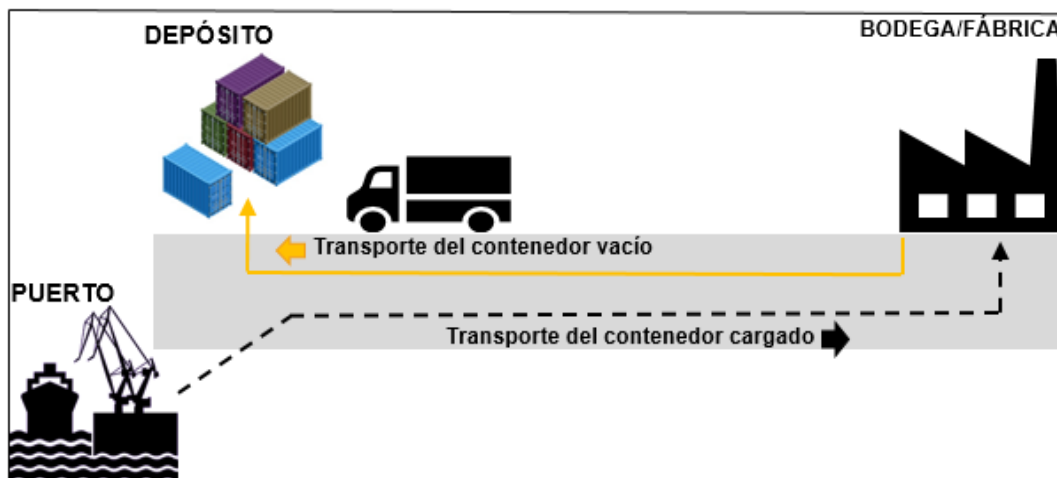 DEPÓSITO
BODEGA/FÁBRICA
Transporte del contenedor vacío
PUERTO
Transporte del contenedor cargado